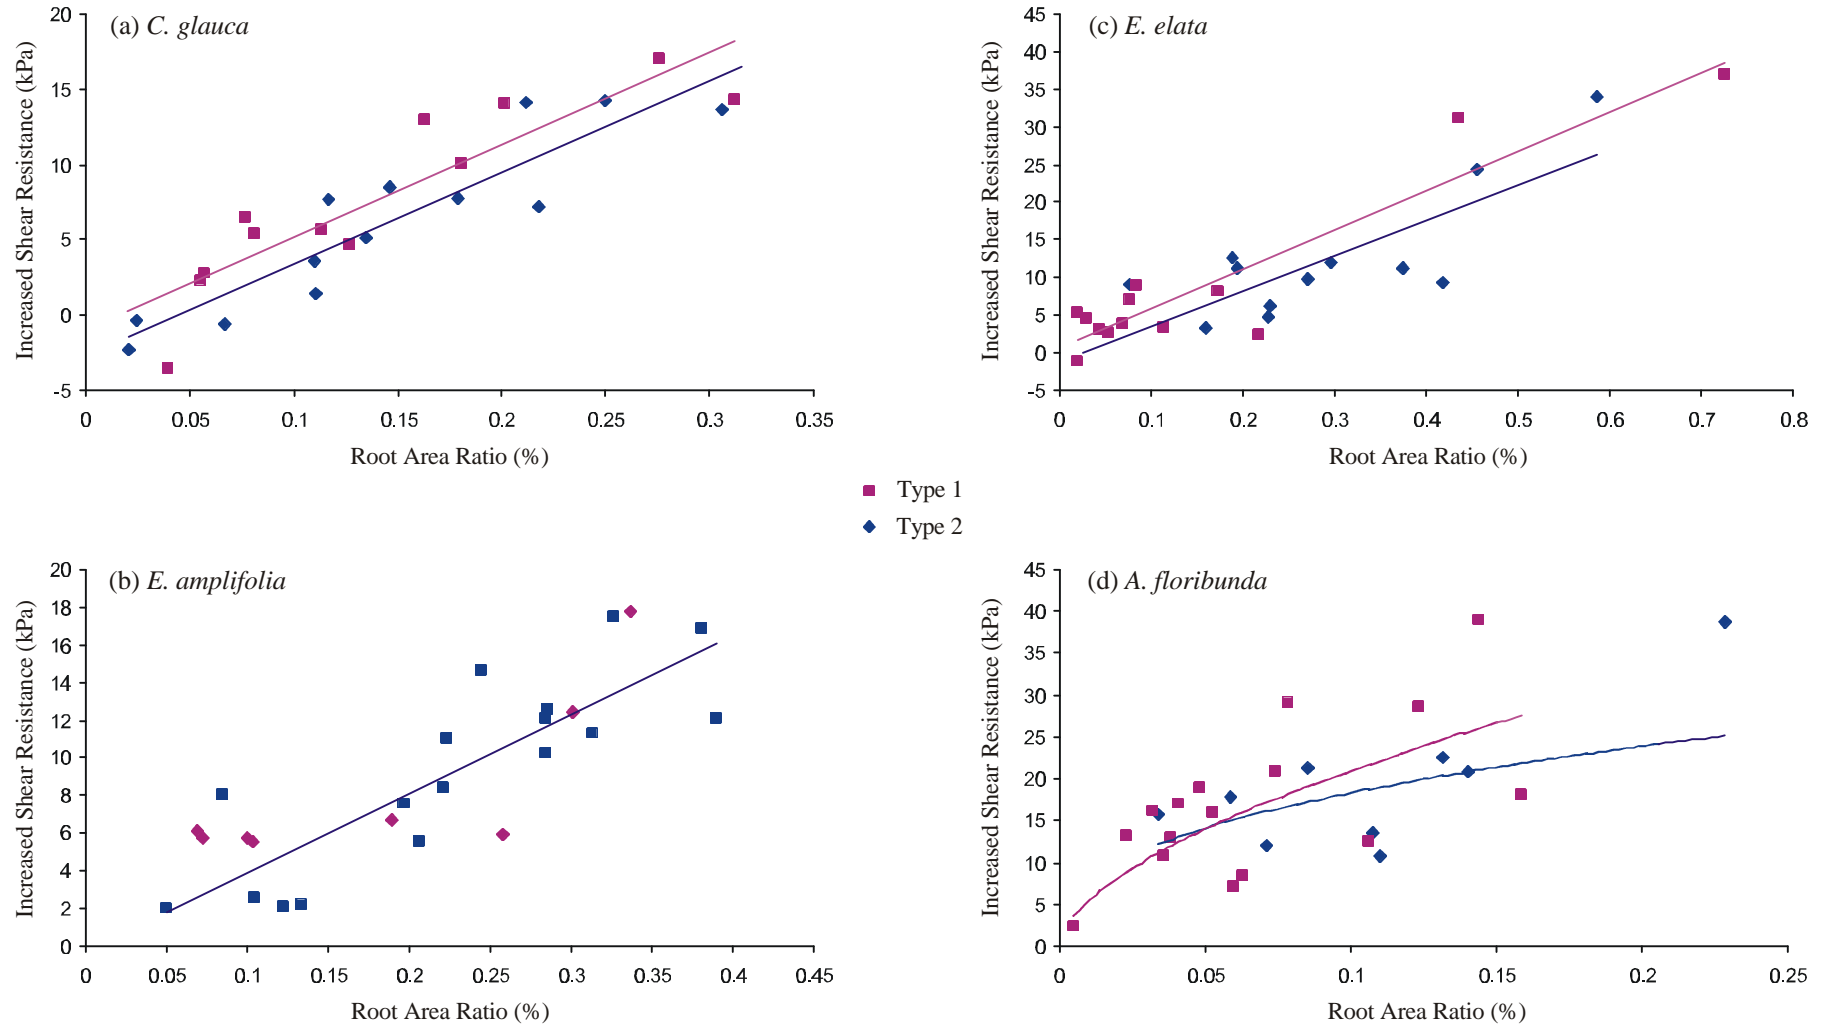 (a) C. glauca
Increased Shear Resistance (kPa)
20
15
10
5
0
-5
0 0.05 0.1 0.15 0.2 0.25 0.3 0.35
Root Area Ratio (%)
(c) E. elata
Increased Shear Resistance (kPa)
45
40
35
30
25
20
15
10
5
0
-5
0 0.1 0.2 0.3 0.4 0.5 0.6 0.7 0.8
Root Area Ratio (%)
Type 1
Type 2
(b) E. amplifolia
Increased Shear Resistance (kPa)
20
18
16
14
12
10
8
6
4
2
0
0 0.05 0.1 0.15 0.2 0.25 0.3 0.35 0.4 0.45
Root Area Ratio (%)
(d) A. floribunda
Increased Shear Resistance (kPa)
45
40
35
30
25
20
15
10
5
0
0 0.05 0.1 0.15 0.2 0.25
Root Area Ratio (%)